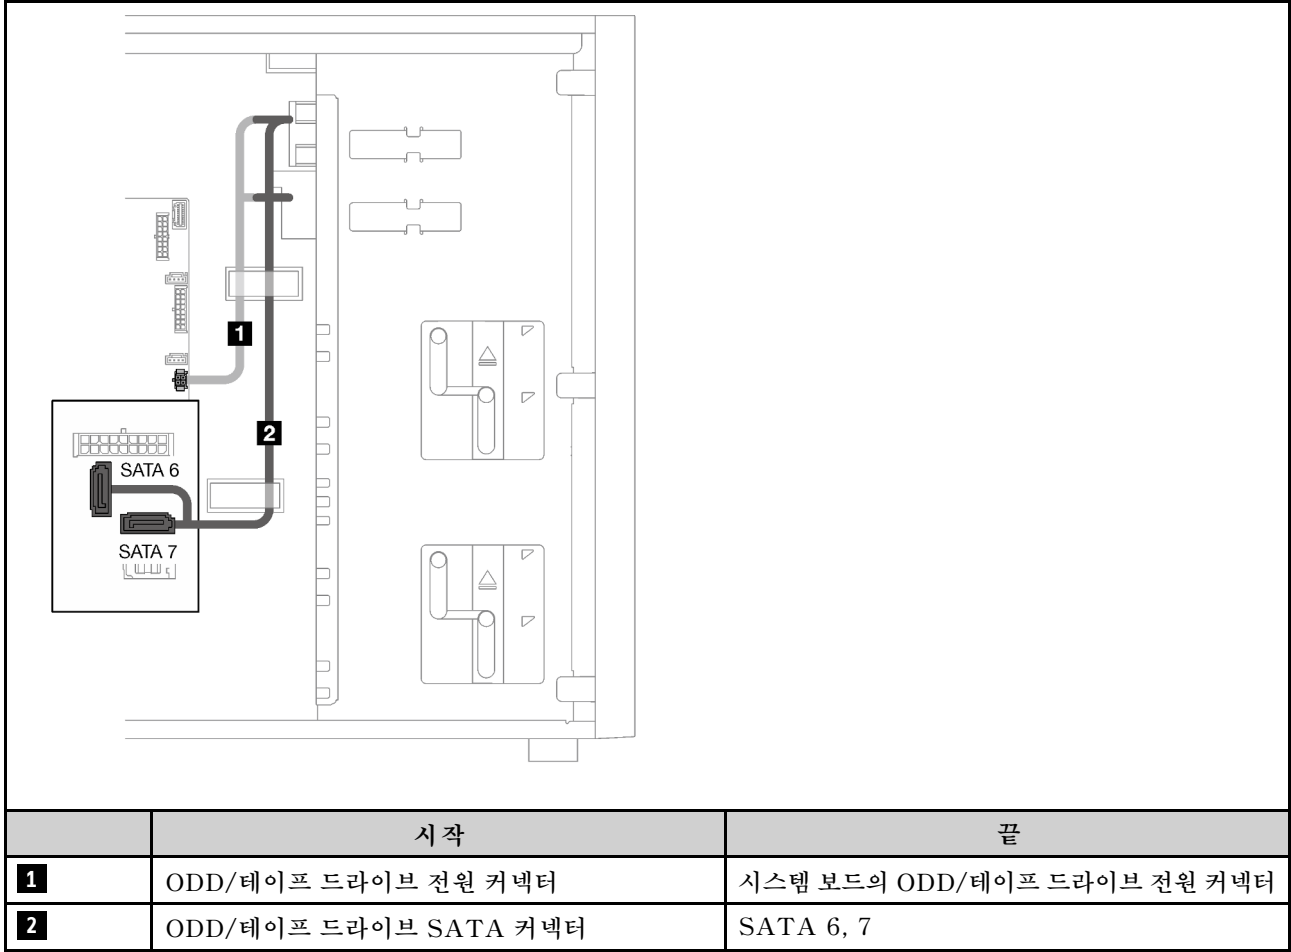 1
2
SATA 6
SATA 7
시작 끝
1 ODD/테이프 드라이브 전원 커넥터 시스템 보드의 ODD/테이프 드라이브 전원 커넥터
2 ODD/테이프 드라이브 SATA 커넥터 SATA 6, 7